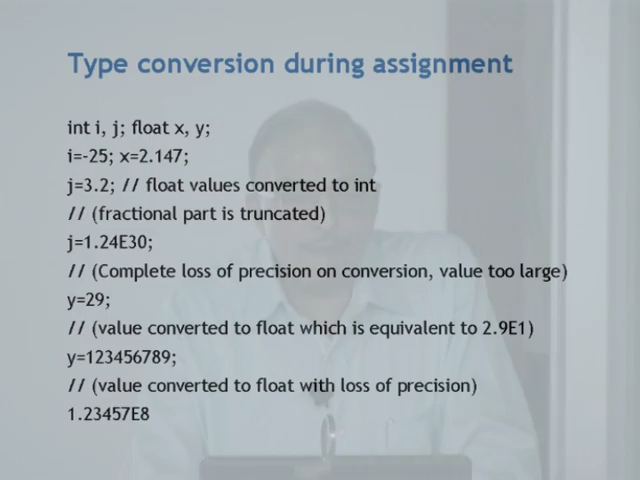 Type conversion during assignment
int i, j; float x, y;
i=-25; x=2.147;
j=3.2; // float values converted to int
// (fractional part is truncated)
j=1.24E30;
// (Complete loss of precision on conversion, value too large)
y=29;
// (value converted to float which is equivalent to 2.9E1)
y=123456789;
// (value converted to float with loss of precision)
1.23457E8